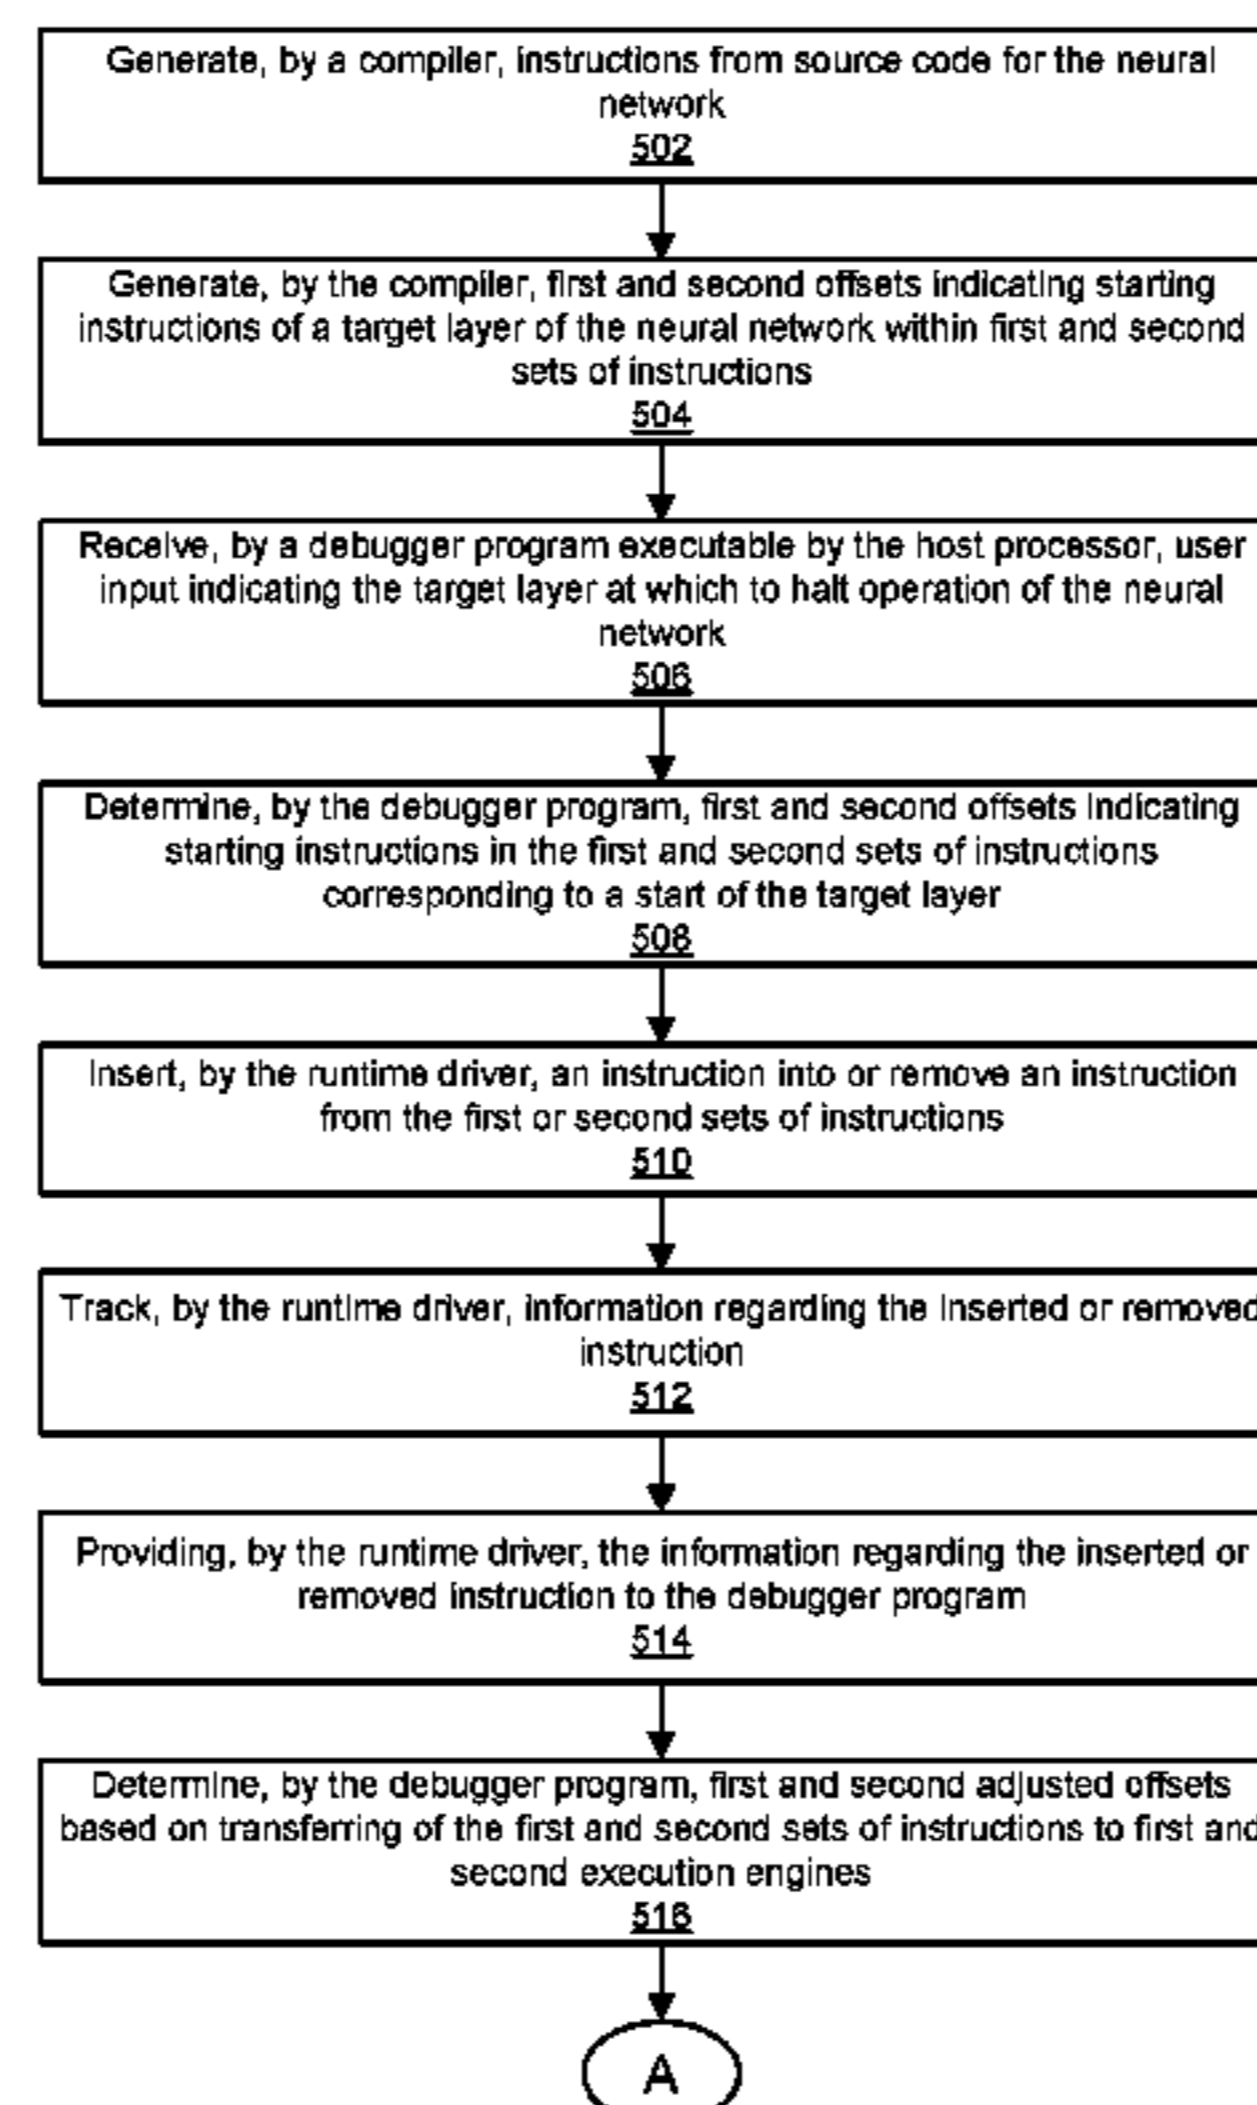 Generate, by a compiler, instructions from source code for the neural
network
502
Generate, by the compiler, first and second offsets indicating starting
instructions of a target layer of the neural network within first and second
sets of instructions
504
Receive, by a debugger program executable by the host processor, user
input indicating the target layer at which to halt operation of the neural
network
506
Determine, by the debugger program, first and second offsets indicating
starting instructions in the first and second sets of instructions
corresponding to a start of the target layer
508
Insert, by the runtime driver, an instruction into or remove an instruction
from the first or second sets of instructions
510
Track, by the runtime driver, information regarding the inserted or removed
instruction
512
Providing, by the runtime driver, the information regarding the inserted or
removed instruction to the debugger program
514
Determine, by the debugger program, first and second adjusted offsets
based on transferring of the first and second sets of instructions to first and
second execution engines
516
A